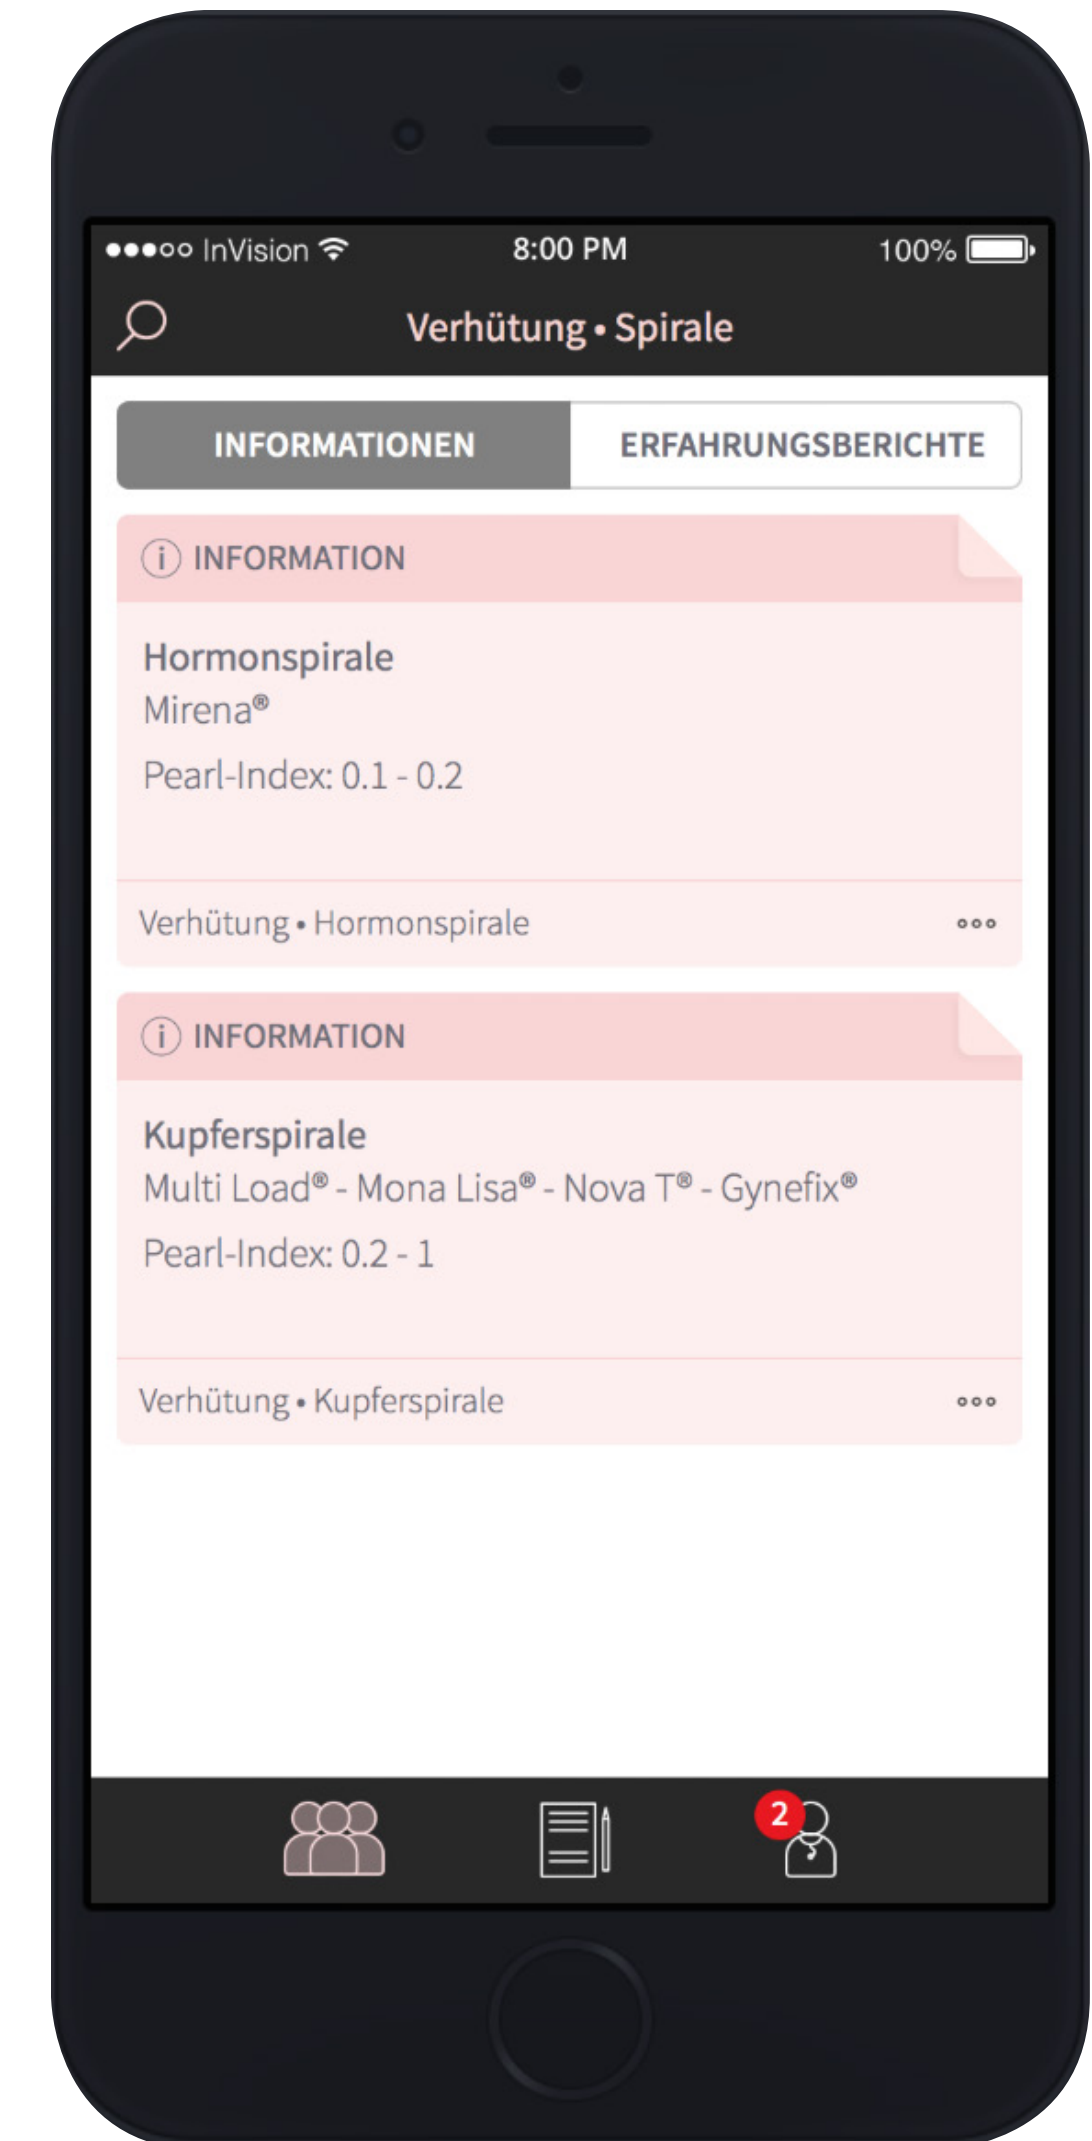 InVision 8:00 PM 100%
Verhütung • Spirale
INFORMATIONEN ERFAHRUNGSBERICHTE
i INFORMATION
Hormonspirale
Mirena®
Pearl-Index: 0.1 - 0.2
Verhütung • Hormonspirale
i INFORMATION
Kupferspirale
Multi Load® - Mona Lisa® - Nova T® - Gynefix®
Pearl-Index: 0.2 - 1
Verhütung • Kupferspirale
2